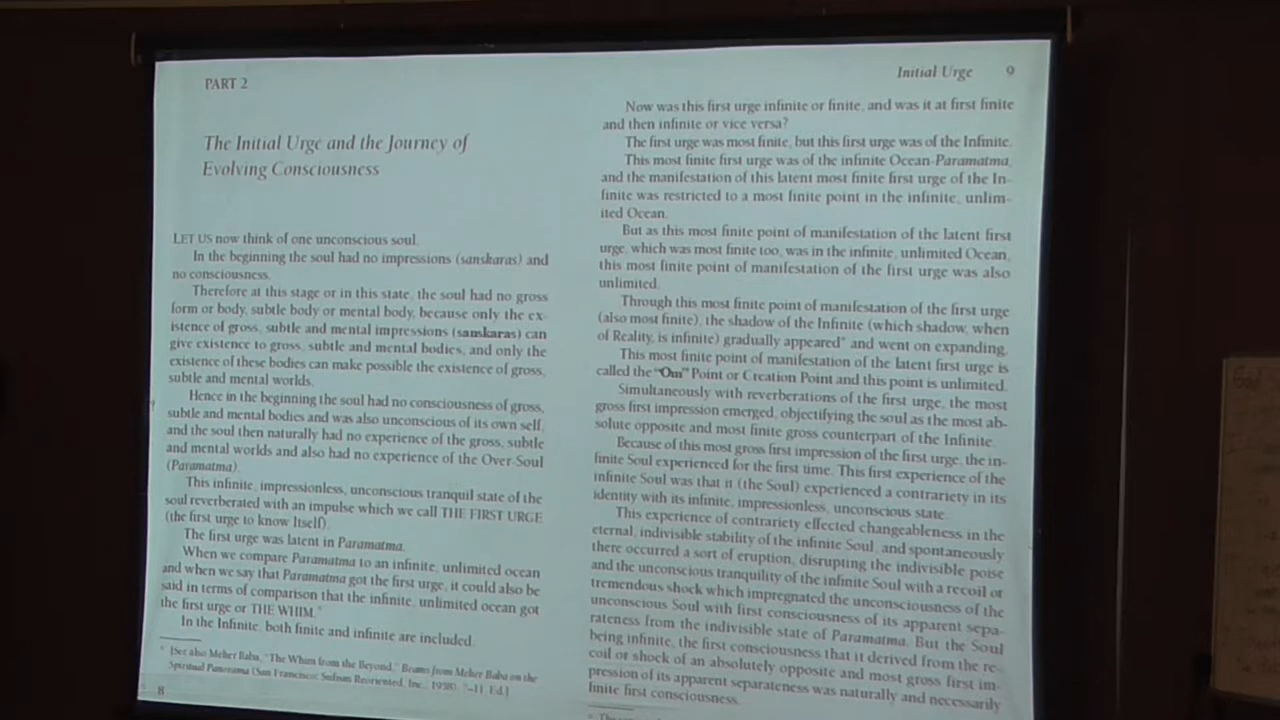 PART 2
The Initial Urge and the Journey of
Evolving Consciousness
LET US now think of one unconscious soul.
In the beginning the soul had no impressions (sanskaras) and
no consciousness.
Therefore at this stage or in this state, the soul had no gross
form or body, subtle body or mental body, because only the ex-
istence of gross, subtle and mental impressions (sanskaras) can
give existence to gross, subtle and mental bodies, and only the
existence of these bodies can make possible the existence of gross,
subtle and mental worlds.
Hence in the beginning the soul had no consciousness of gross,
subtle and mental bodies and was also unconscious of its own self,
and the soul then naturally had no experience of the gross, subtle
and mental worlds and also had no experience of the Over-Soul
(Paramatma).
This infinite, impressionless, unconscious tranquil state of the
soul reverberated with an impulse which we call THE FIRST URGE
(the first urge to know Itself).
The first urge was latent in Paramatma.
When we compare Paramatma to an infinite, unlimited ocean
and when we say that Paramatma got the first urge, it could also be
said in terms of comparison that the infinite, unlimited ocean got
the first urge or THE WHIM.*
In the Infinite, both finite and infinite are included.
* [See also Meher Baba, "The Whim from the Beyond," Beams from Meher Baba on the
Spiritual Panorama (San Francisco: Sufism Reoriented, Inc., 1958), 7–11. Ed.]
8
Initial Urge 9
Now was this first urge infinite or finite, and was it at first finite
and then infinite or vice versa?
The first urge was most finite, but this first urge was of the Infinite.
This most finite first urge was of the infinite Ocean-Paramatma,
and the manifestation of this latent most finite first urge of the In-
finite was restricted to a most finite point in the infinite, unlim-
ited Ocean.
But as this most finite point of manifestation of the latent first
urge, which was most finite too, was in the infinite, unlimited Ocean,
this most finite point of manifestation of the first urge was also
unlimited.
Through this most finite point of manifestation of the first urge
(also most finite), the shadow of the Infinite (which shadow, when
of Reality, is infinite) gradually appeared* and went on expanding.
This most finite point of manifestation of the latent first urge is
called the "Om" Point or Creation Point and this point is unlimited.
Simultaneously with reverberations of the first urge, the most
gross first impression emerged, objectifying the soul as the most ab-
solute opposite and most finite gross counterpart of the Infinite.
Because of this most gross first impression of the first urge, the in-
finite Soul experienced for the first time. This first experience of the
infinite Soul was that it (the Soul) experienced a contrariety in its
identity with its infinite, impressionless, unconscious state.
This experience of contrariety effected changeableness in the
eternal, indivisible stability of the infinite Soul, and spontaneously
there occurred a sort of eruption, disrupting the indivisible poise
and the unconscious tranquility of the infinite Soul with a recoil or
tremendous shock which impregnated the unconsciousness of the
unconscious Soul with first consciousness of its apparent sepa-
rateness from the indivisible state of Paramatma. But the Soul
being infinite, the first consciousness that it derived from the re-
coil or shock of an absolutely opposite and most gross first im-
pression of its apparent separateness was naturally and necessarily
finite first consciousness.